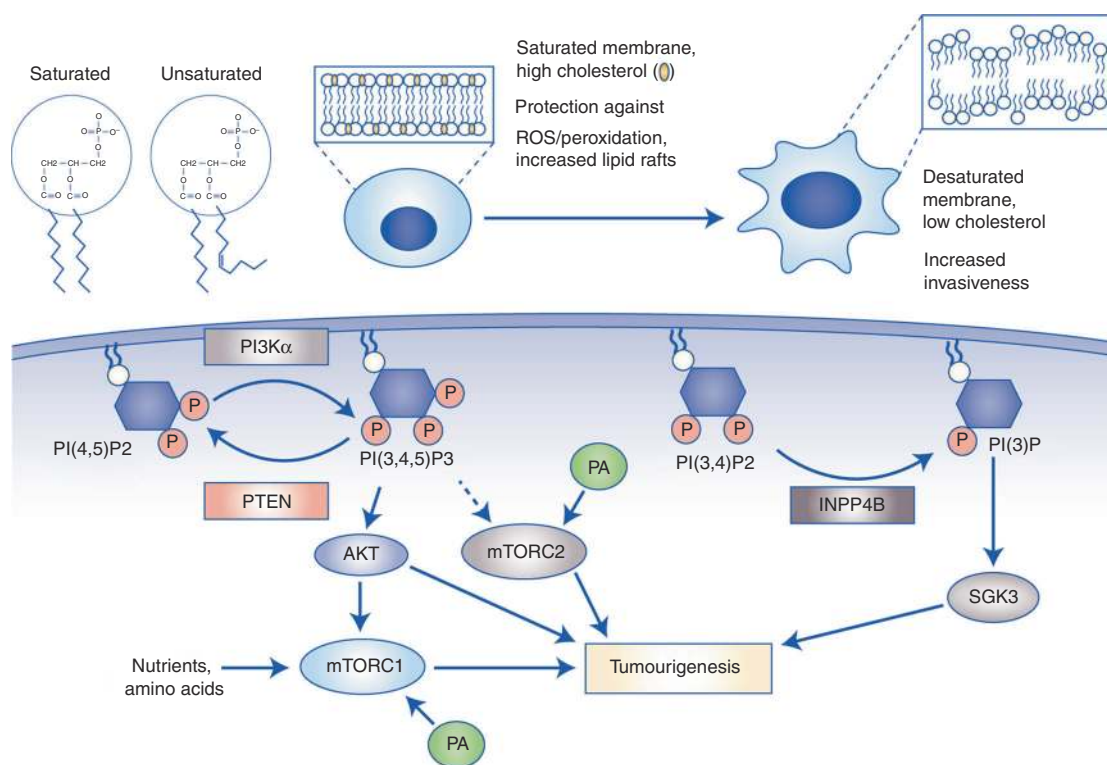 Saturated
Unsaturated
O
O=P–O–
O
CH2 – CH – CH2
O O
C=O C=O
O
O=P–O–
O
CH2 – CH – CH2
O O
C=O C=O
Saturated membrane,
high cholesterol ( )
Protection against
ROS/peroxidation,
increased lipid rafts
Desaturated
membrane,
low cholesterol
Increased
invasiveness
PI3Kα
P
P
PI(4,5)P2
P
P
P
PI(3,4,5)P3
P
P
PI(3,4)P2
P
PI(3)P
PTEN
PA
INPP4B
AKT
mTORC2
SGK3
Nutrients,
amino acids
mTORC1
Tumourigenesis
PA